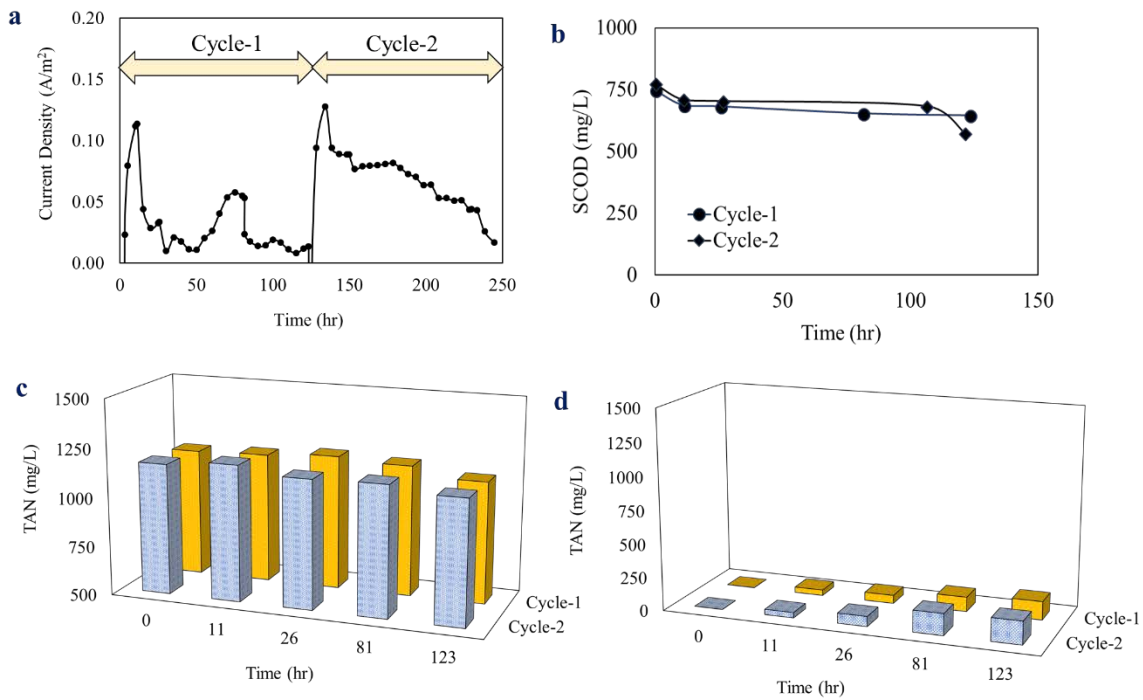 a
0.20
0.15
0.10
0.05
0.00
Current Density (A/m²)
Cycle-1
Cycle-2
0
50
100
150
200
250
Time (hr)
b
1000
750
500
250
0
SCOD (mg/L)
Cycle-1
Cycle-2
0
50
100
150
Time (hr)
c
1500
1250
1000
750
500
TAN (mg/L)
0
11
26
81
123
Cycle-1
Cycle-2
Time (hr)
d
1500
1250
1000
750
500
250
0
TAN (mg/L)
0
11
26
81
123
Cycle-1
Cycle-2
Time (hr)